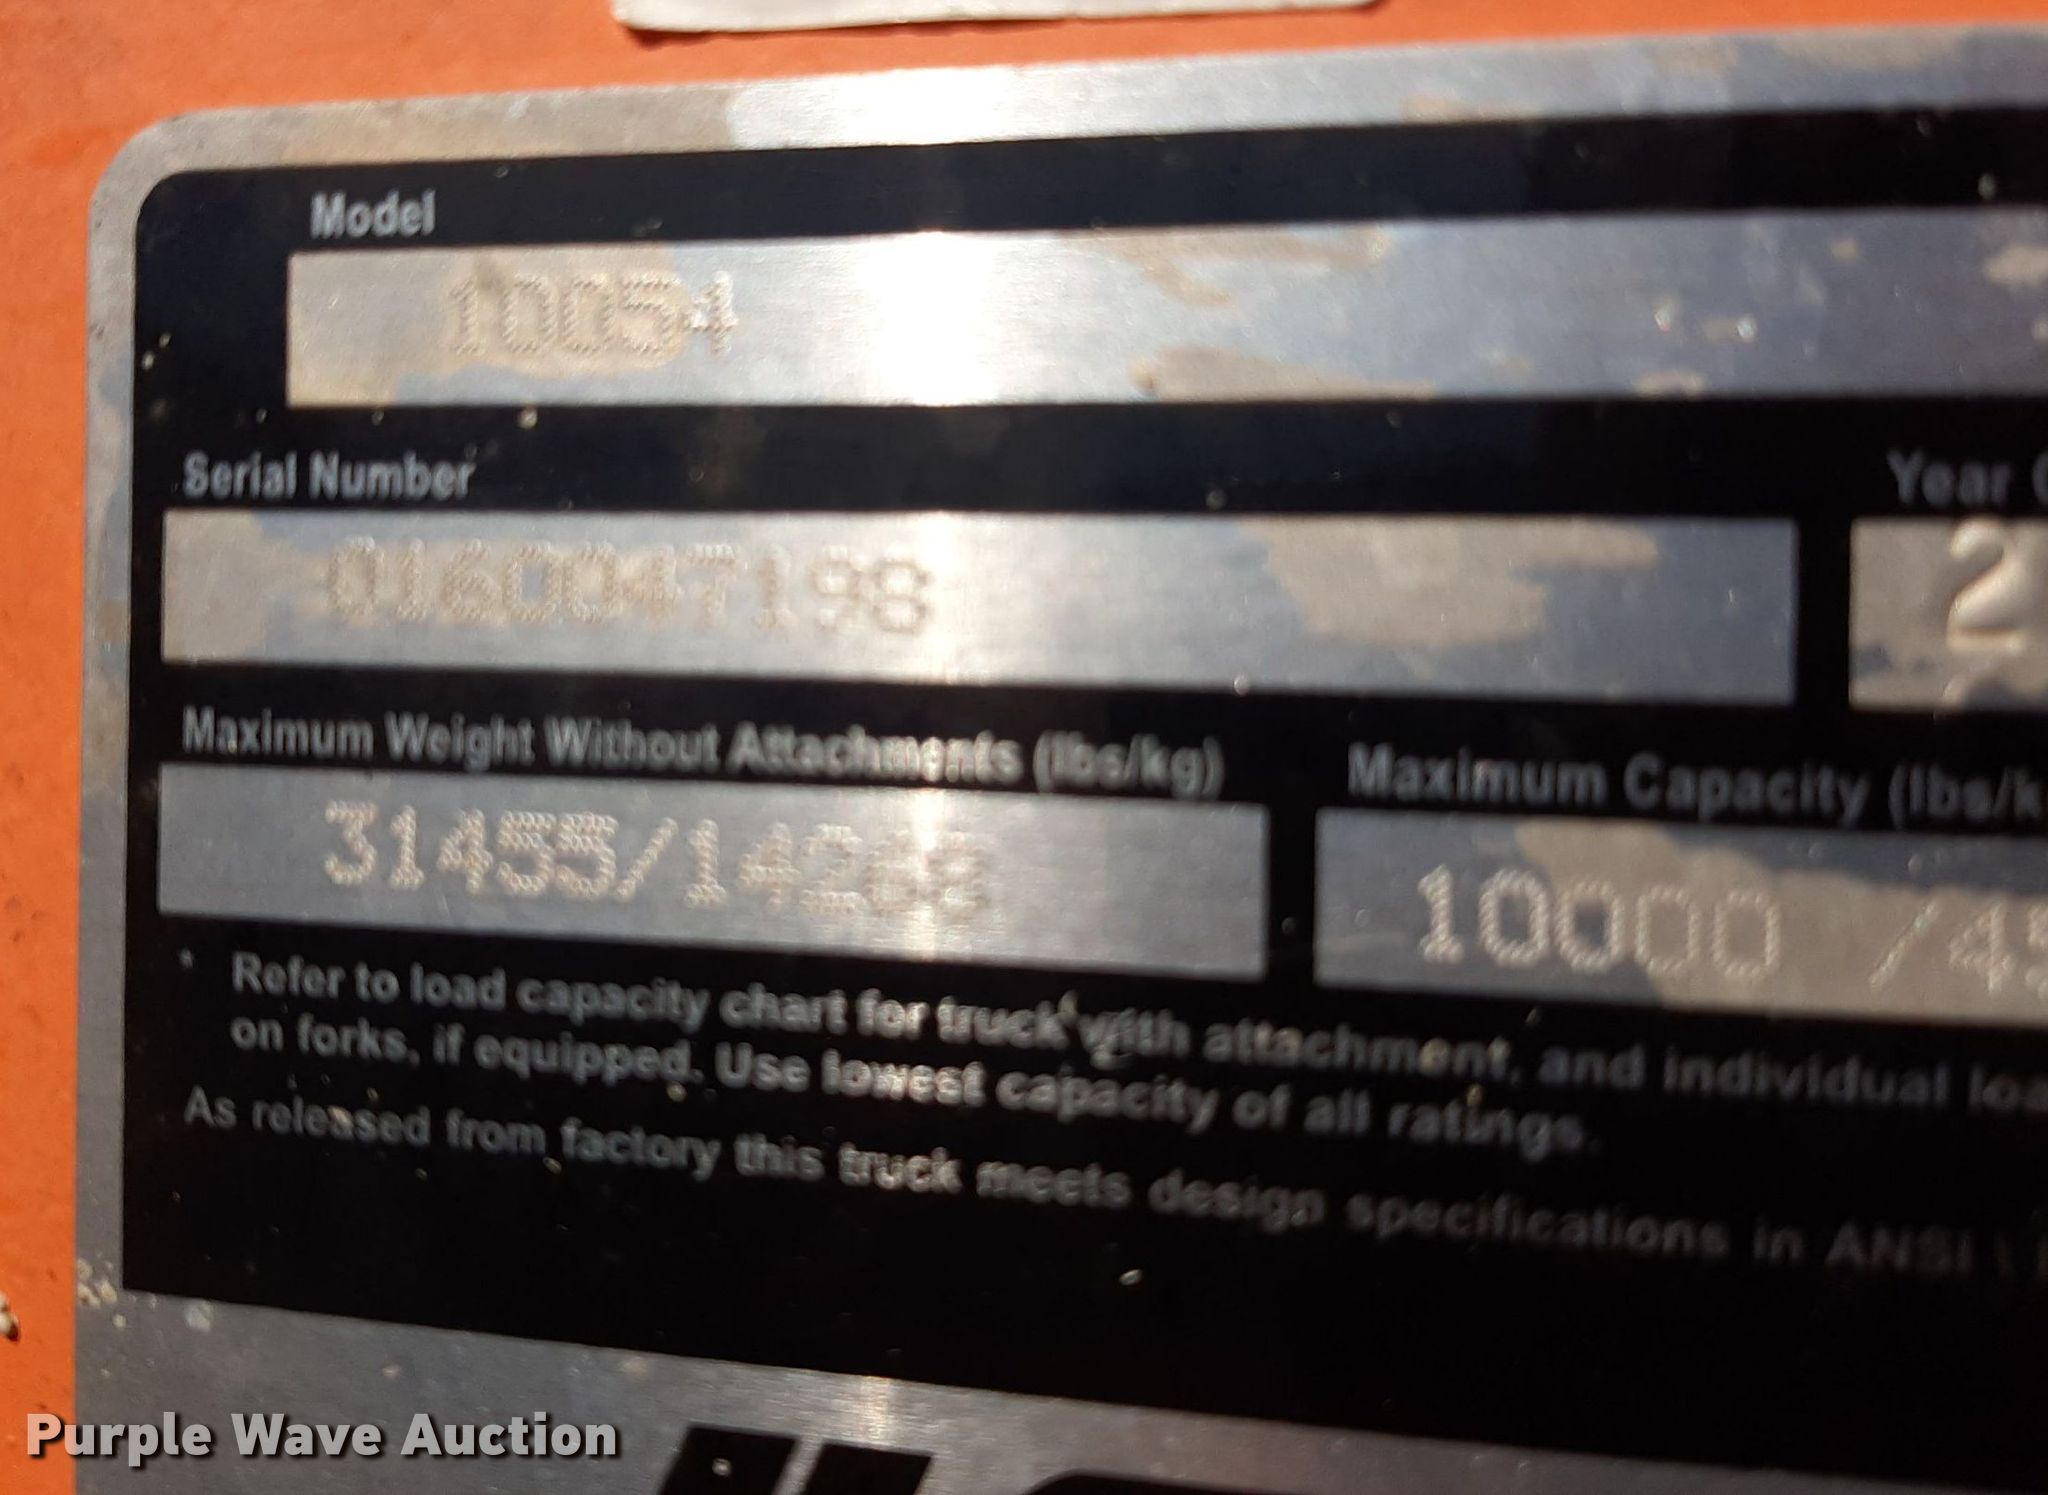 Model
10054
Serial Number
Year
0160047198
2
Maximum Weight Without Attachments (lbs/kg)
Maximum Capacity (lbs/k
31455/14268
10000 /45
* Refer to load capacity chart for truck with attachment, and individual loa
on forks, if equipped. Use lowest capacity of all ratings.
As released from factory this truck meets design specifications in ANSI \
Purple Wave Auction